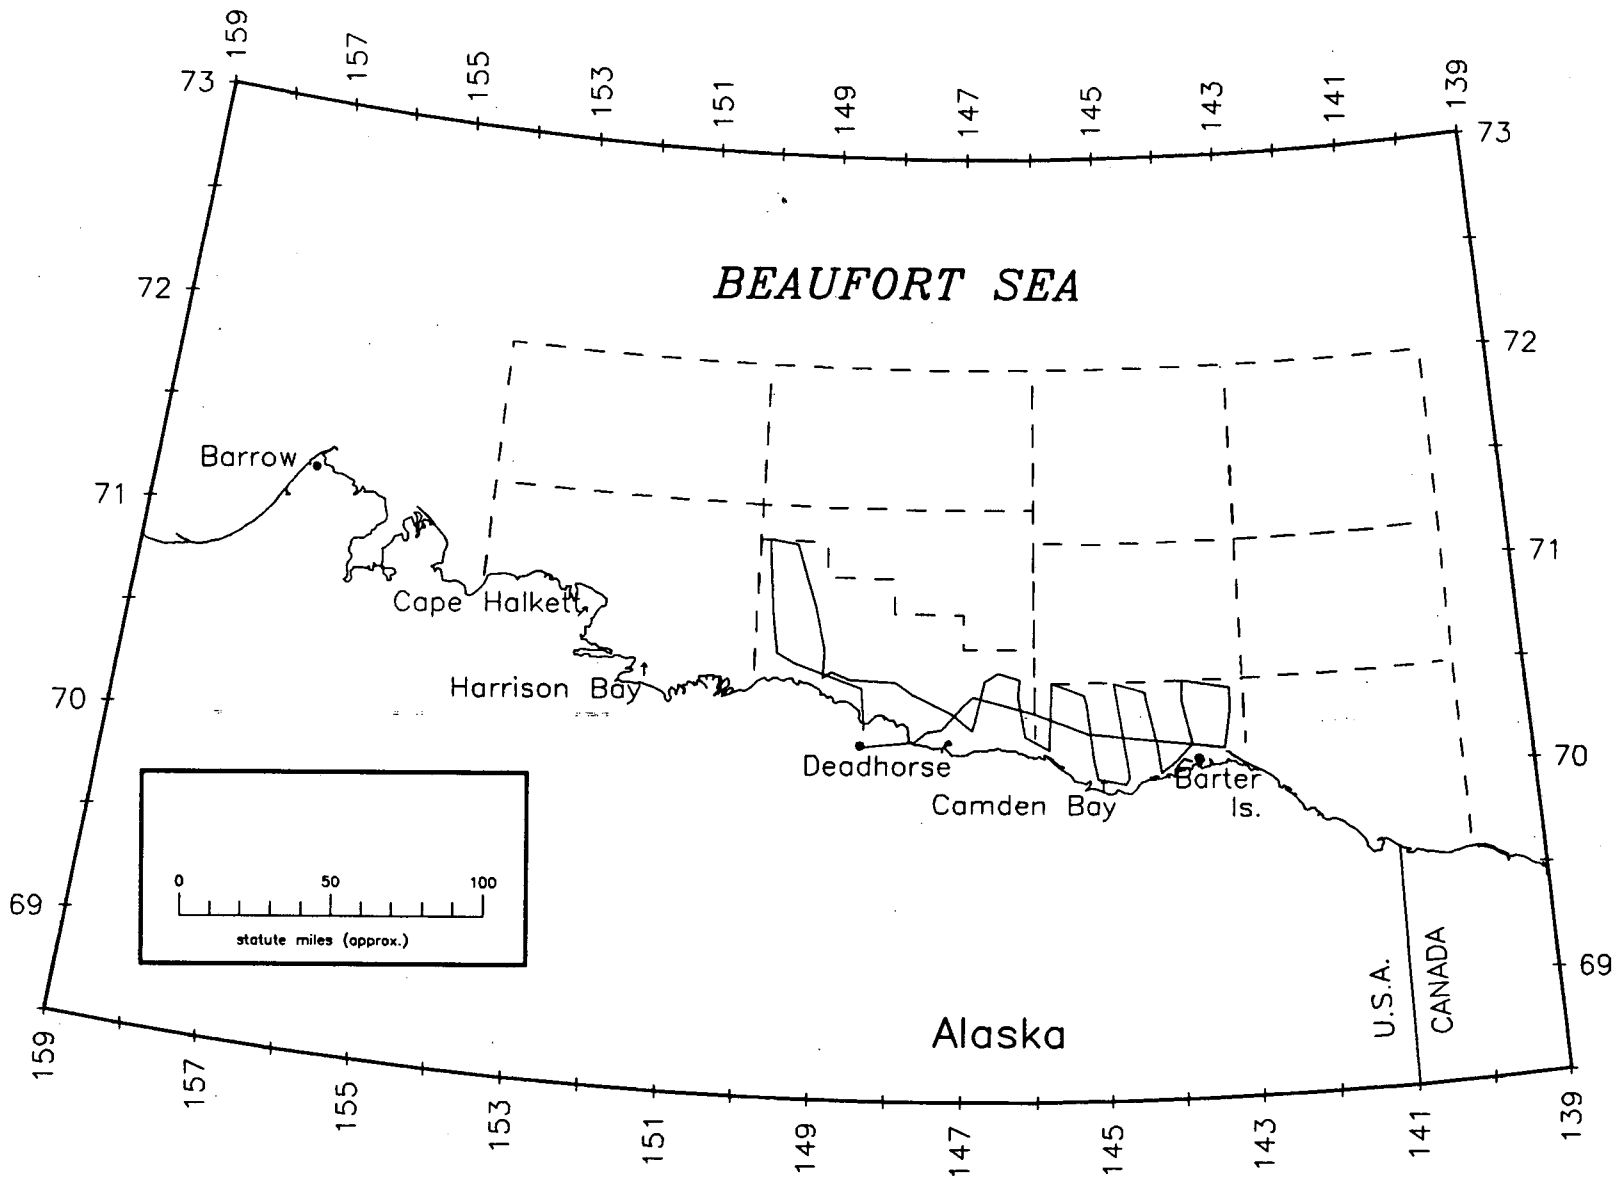 159
157
155
153
151
149
147
145
143
141
139
73
73
BEAUFORT SEA
72
72
Barrow
71
71
Cape Halkett
Harrison Bay
70
70
Deadhorse
Barter
Is.
Camden Bay
0 50 100
statute miles (approx.)
69
69
U.S.A.
CANADA
Alaska
159
157
155
153
151
149
147
145
143
141
139